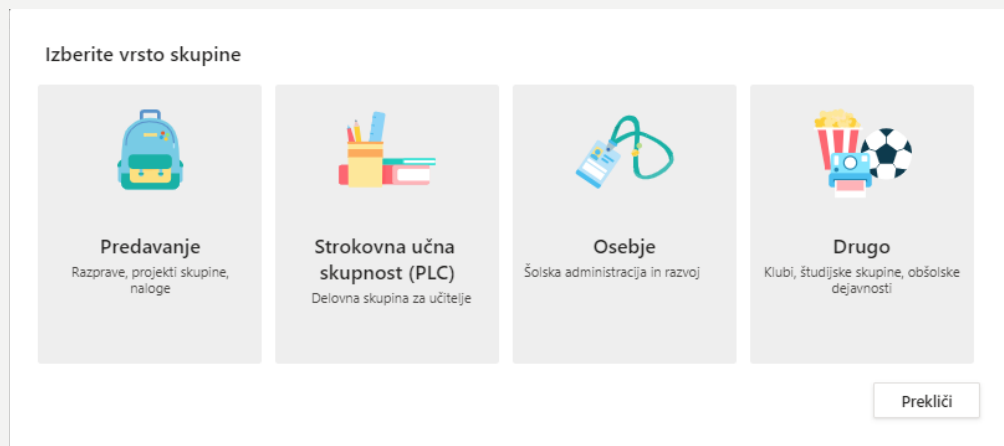 Izberite vrsto skupine
Predavanje
Razprave, projekti skupine,
naloge
Strokovna učna
skupnost (PLC)
Delovna skupina za učitelje
Osebje
Šolska administracija in razvoj
Drugo
Klubi, študijske skupine, obšolske
dejavnosti
Prekliči